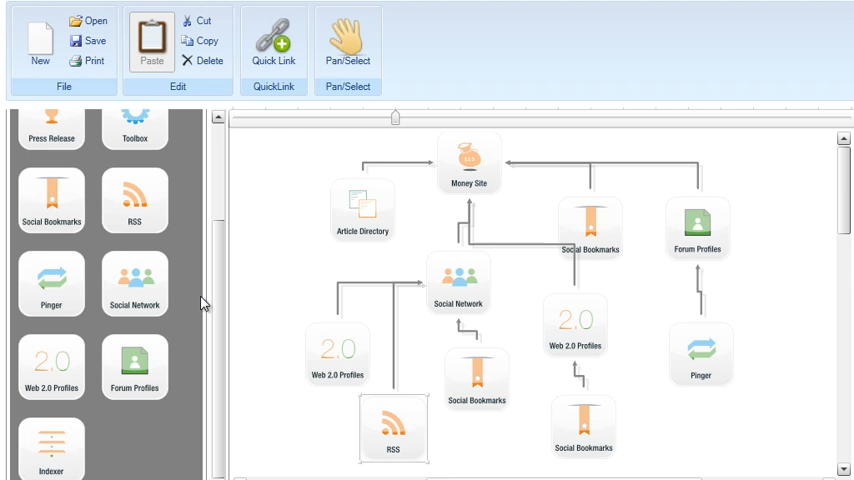 Open
Cut
Save
Copy
New
Print
Paste
Delete
Quick Link
Pan/Select
File
Edit
QuickLink
Pan/Select
Press Release
Toolbox
Social Bookmarks
RSS
Pinger
Social Network
2.0
Web 2.0 Profiles
Forum Profiles
Indexer
$$$
Money Site
Article Directory
Social Bookmarks
Forum Profiles
Social Network
2.0
Web 2.0 Profiles
2.0
Web 2.0 Profiles
Pinger
Social Bookmarks
RSS
Social Bookmarks